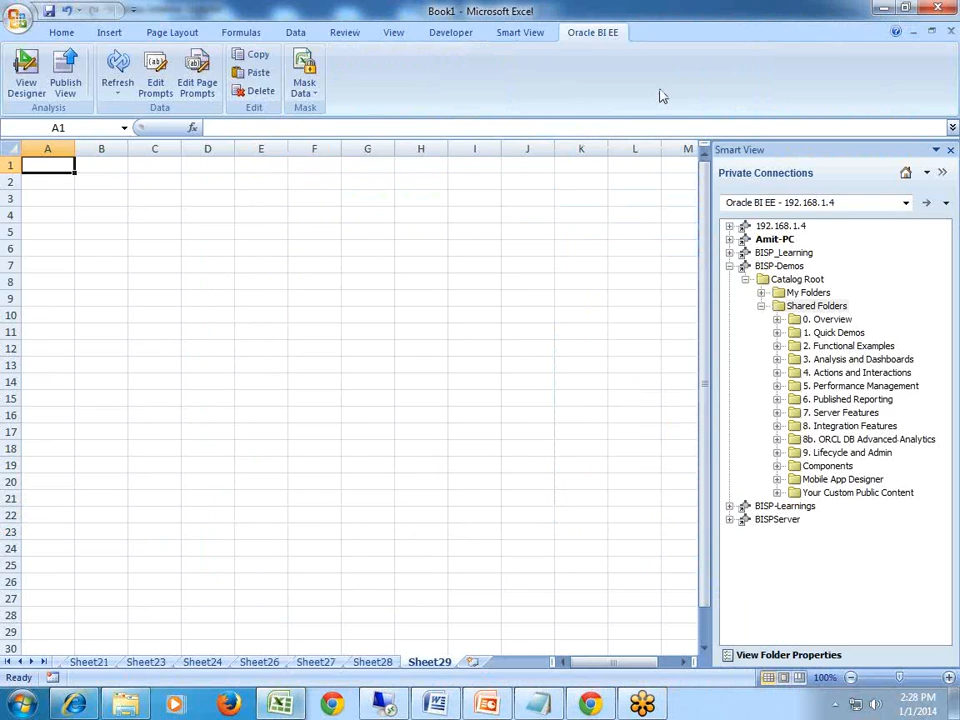 Book1 - Microsoft Excel
Home Insert Page Layout Formulas Data Review View Developer Smart View Oracle BI EE
View Designer
Publish View
Analysis
Refresh
Edit Prompts
Edit Page Prompts
Data
Copy
Paste
Delete
Edit
Mask Data
Mask
A1
fx
A B C D E F G H I J K L M
1
2
3
4
5
6
7
8
9
10
11
12
13
14
15
16
17
18
19
20
21
22
23
24
25
26
27
28
29
30
Smart View
Private Connections
Oracle BI EE - 192.168.1.4
192.168.1.4
Amit-PC
BISP_Learning
BISP-Demos
Catalog Root
My Folders
Shared Folders
0. Overview
1. Quick Demos
2. Functional Examples
3. Analysis and Dashboards
4. Actions and Interactions
5. Performance Management
6. Published Reporting
7. Server Features
8. Integration Features
8b. ORCL DB Advanced Analytics
9. Lifecycle and Admin
Components
Mobile App Designer
Your Custom Public Content
BISP-Learnings
BISPServer
View Folder Properties
Sheet21 Sheet23 Sheet24 Sheet26 Sheet27 Sheet28 Sheet29
Ready
100%
2:28 PM
1/1/2014